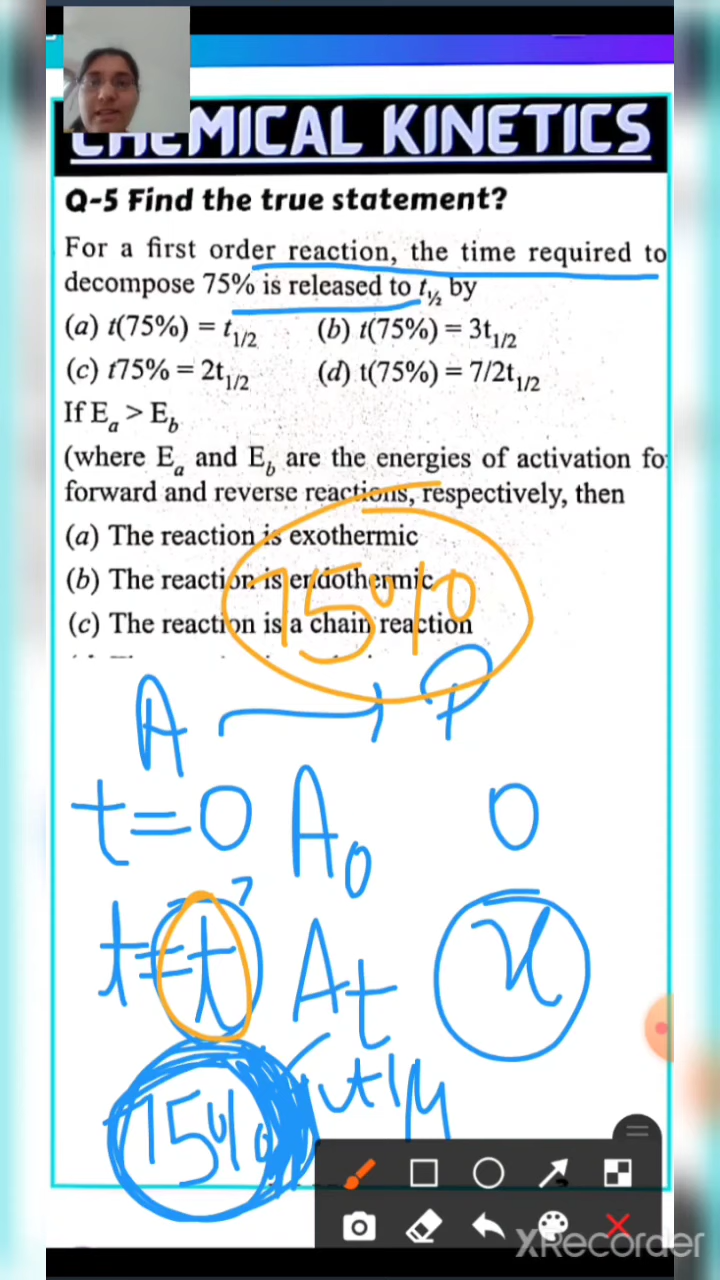 CHEMICAL KINETICS
Q-5 Find the true statement?
For a first order reaction, the time required to
decompose 75% is released to t½ by
(a) t(75%) = t1/2 (b) t(75%) = 3t1/2
(c) t75% = 2t1/2 (d) t(75%) = 7/2t1/2
If Ea > Eb
(where Ea and Eb are the energies of activation fo
forward and reverse reactions, respectively, then
(a) The reaction is exothermic
(b) The reaction is endothermic
(c) The reaction is a chain reaction
75%
A → P
t=0 A0 0
t=t? At x
75%
XRecorder